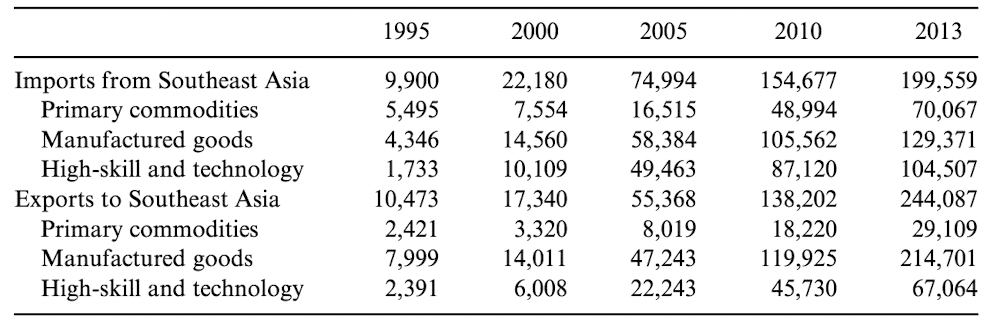 1995 2000 2005 2010 2013
Imports from Southeast Asia 9,900 22,180 74,994 154,677 199,559
Primary commodities 5,495 7,554 16,515 48,994 70,067
Manufactured goods 4,346 14,560 58,384 105,562 129,371
High-skill and technology 1,733 10,109 49,463 87,120 104,507
Exports to Southeast Asia 10,473 17,340 55,368 138,202 244,087
Primary commodities 2,421 3,320 8,019 18,220 29,109
Manufactured goods 7,999 14,011 47,243 119,925 214,701
High-skill and technology 2,391 6,008 22,243 45,730 67,064